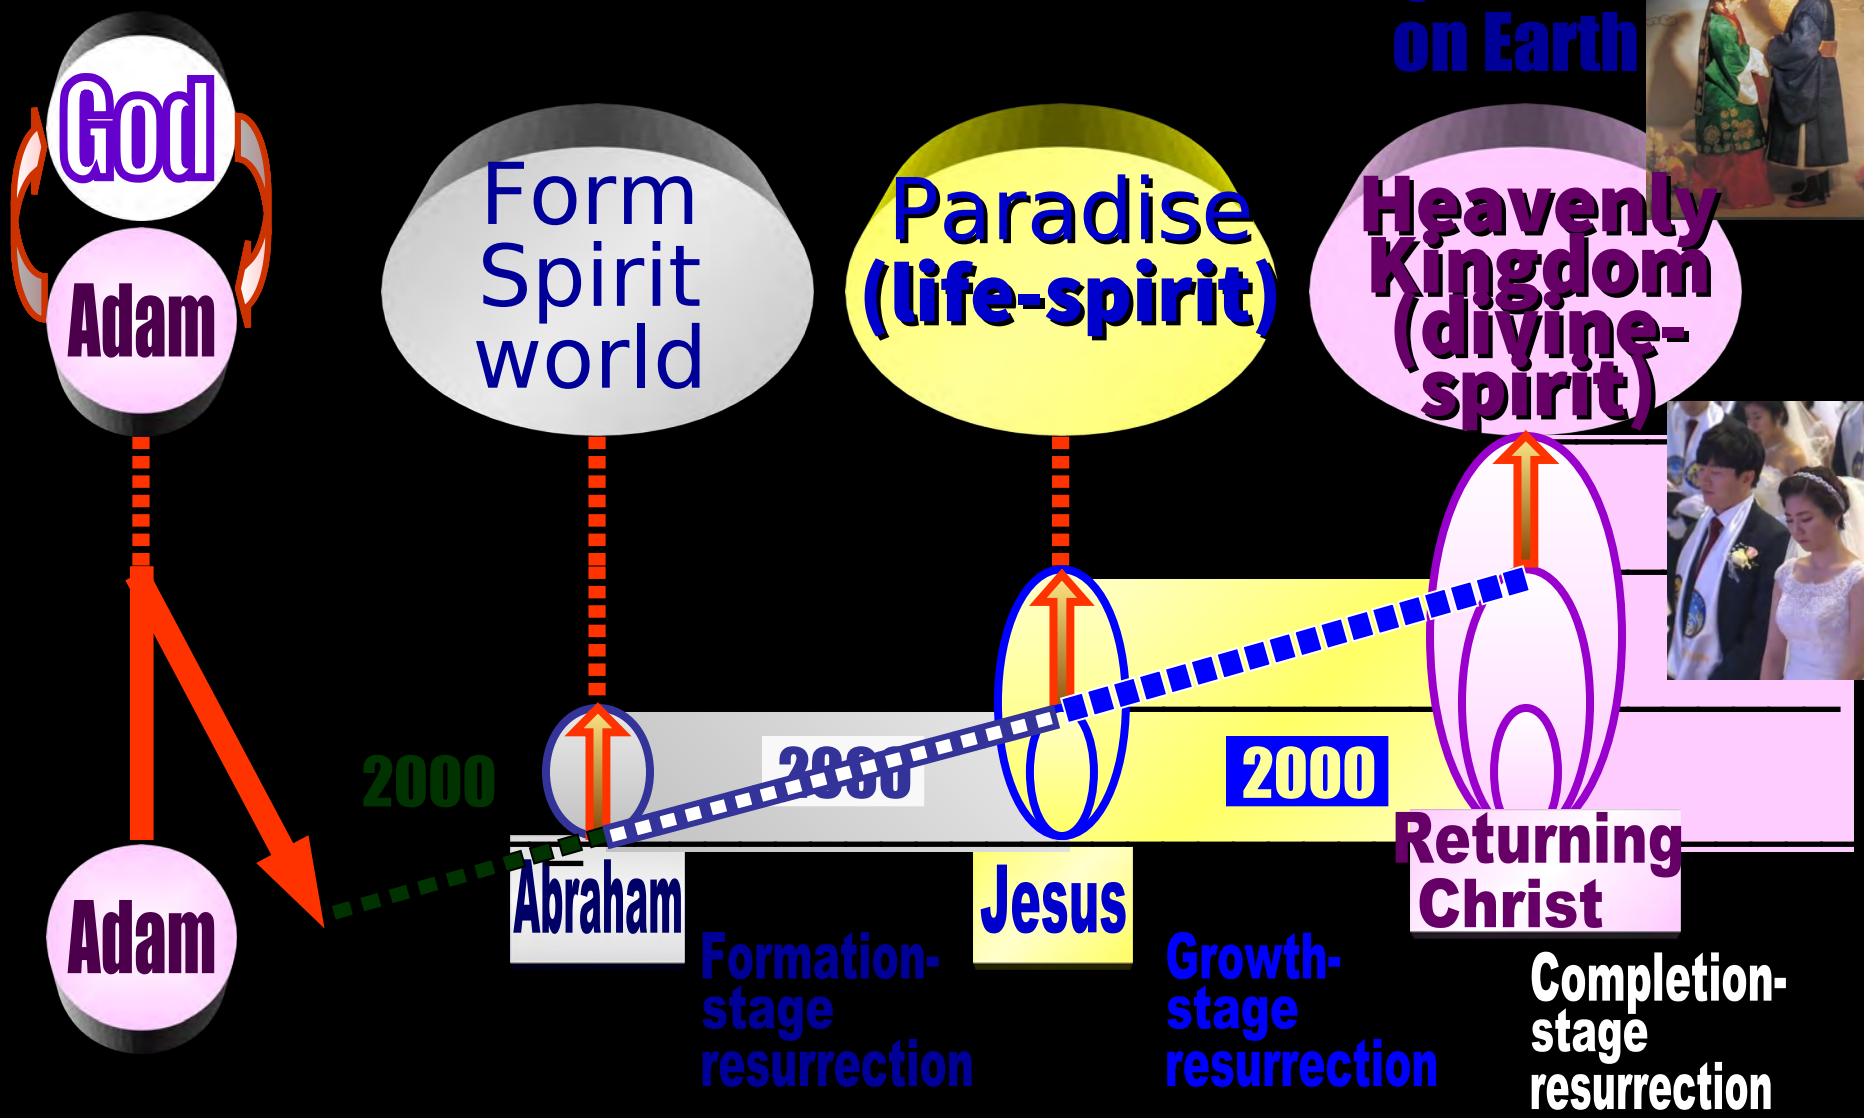 on Earth
God
Adam
Form
Spirit
world
Paradise
(life-spirit)
Heavenly
Kingdom
(divine-
spirit)
2000
2000
2000
Adam
Abraham
Jesus
Returning
Christ
Formation-
stage
resurrection
Growth-
stage
resurrection
Completion-
stage
resurrection